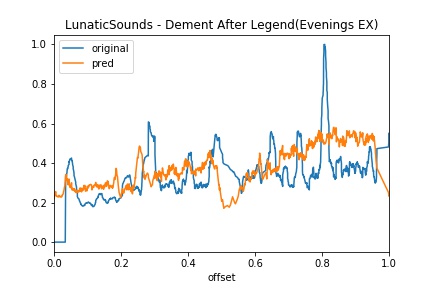 LunaticSounds - Dement After Legend(Evenings EX)
original
pred
1.0
0.8
0.6
0.4
0.2
0.0
0.0 0.2 0.4 0.6 0.8 1.0
offset